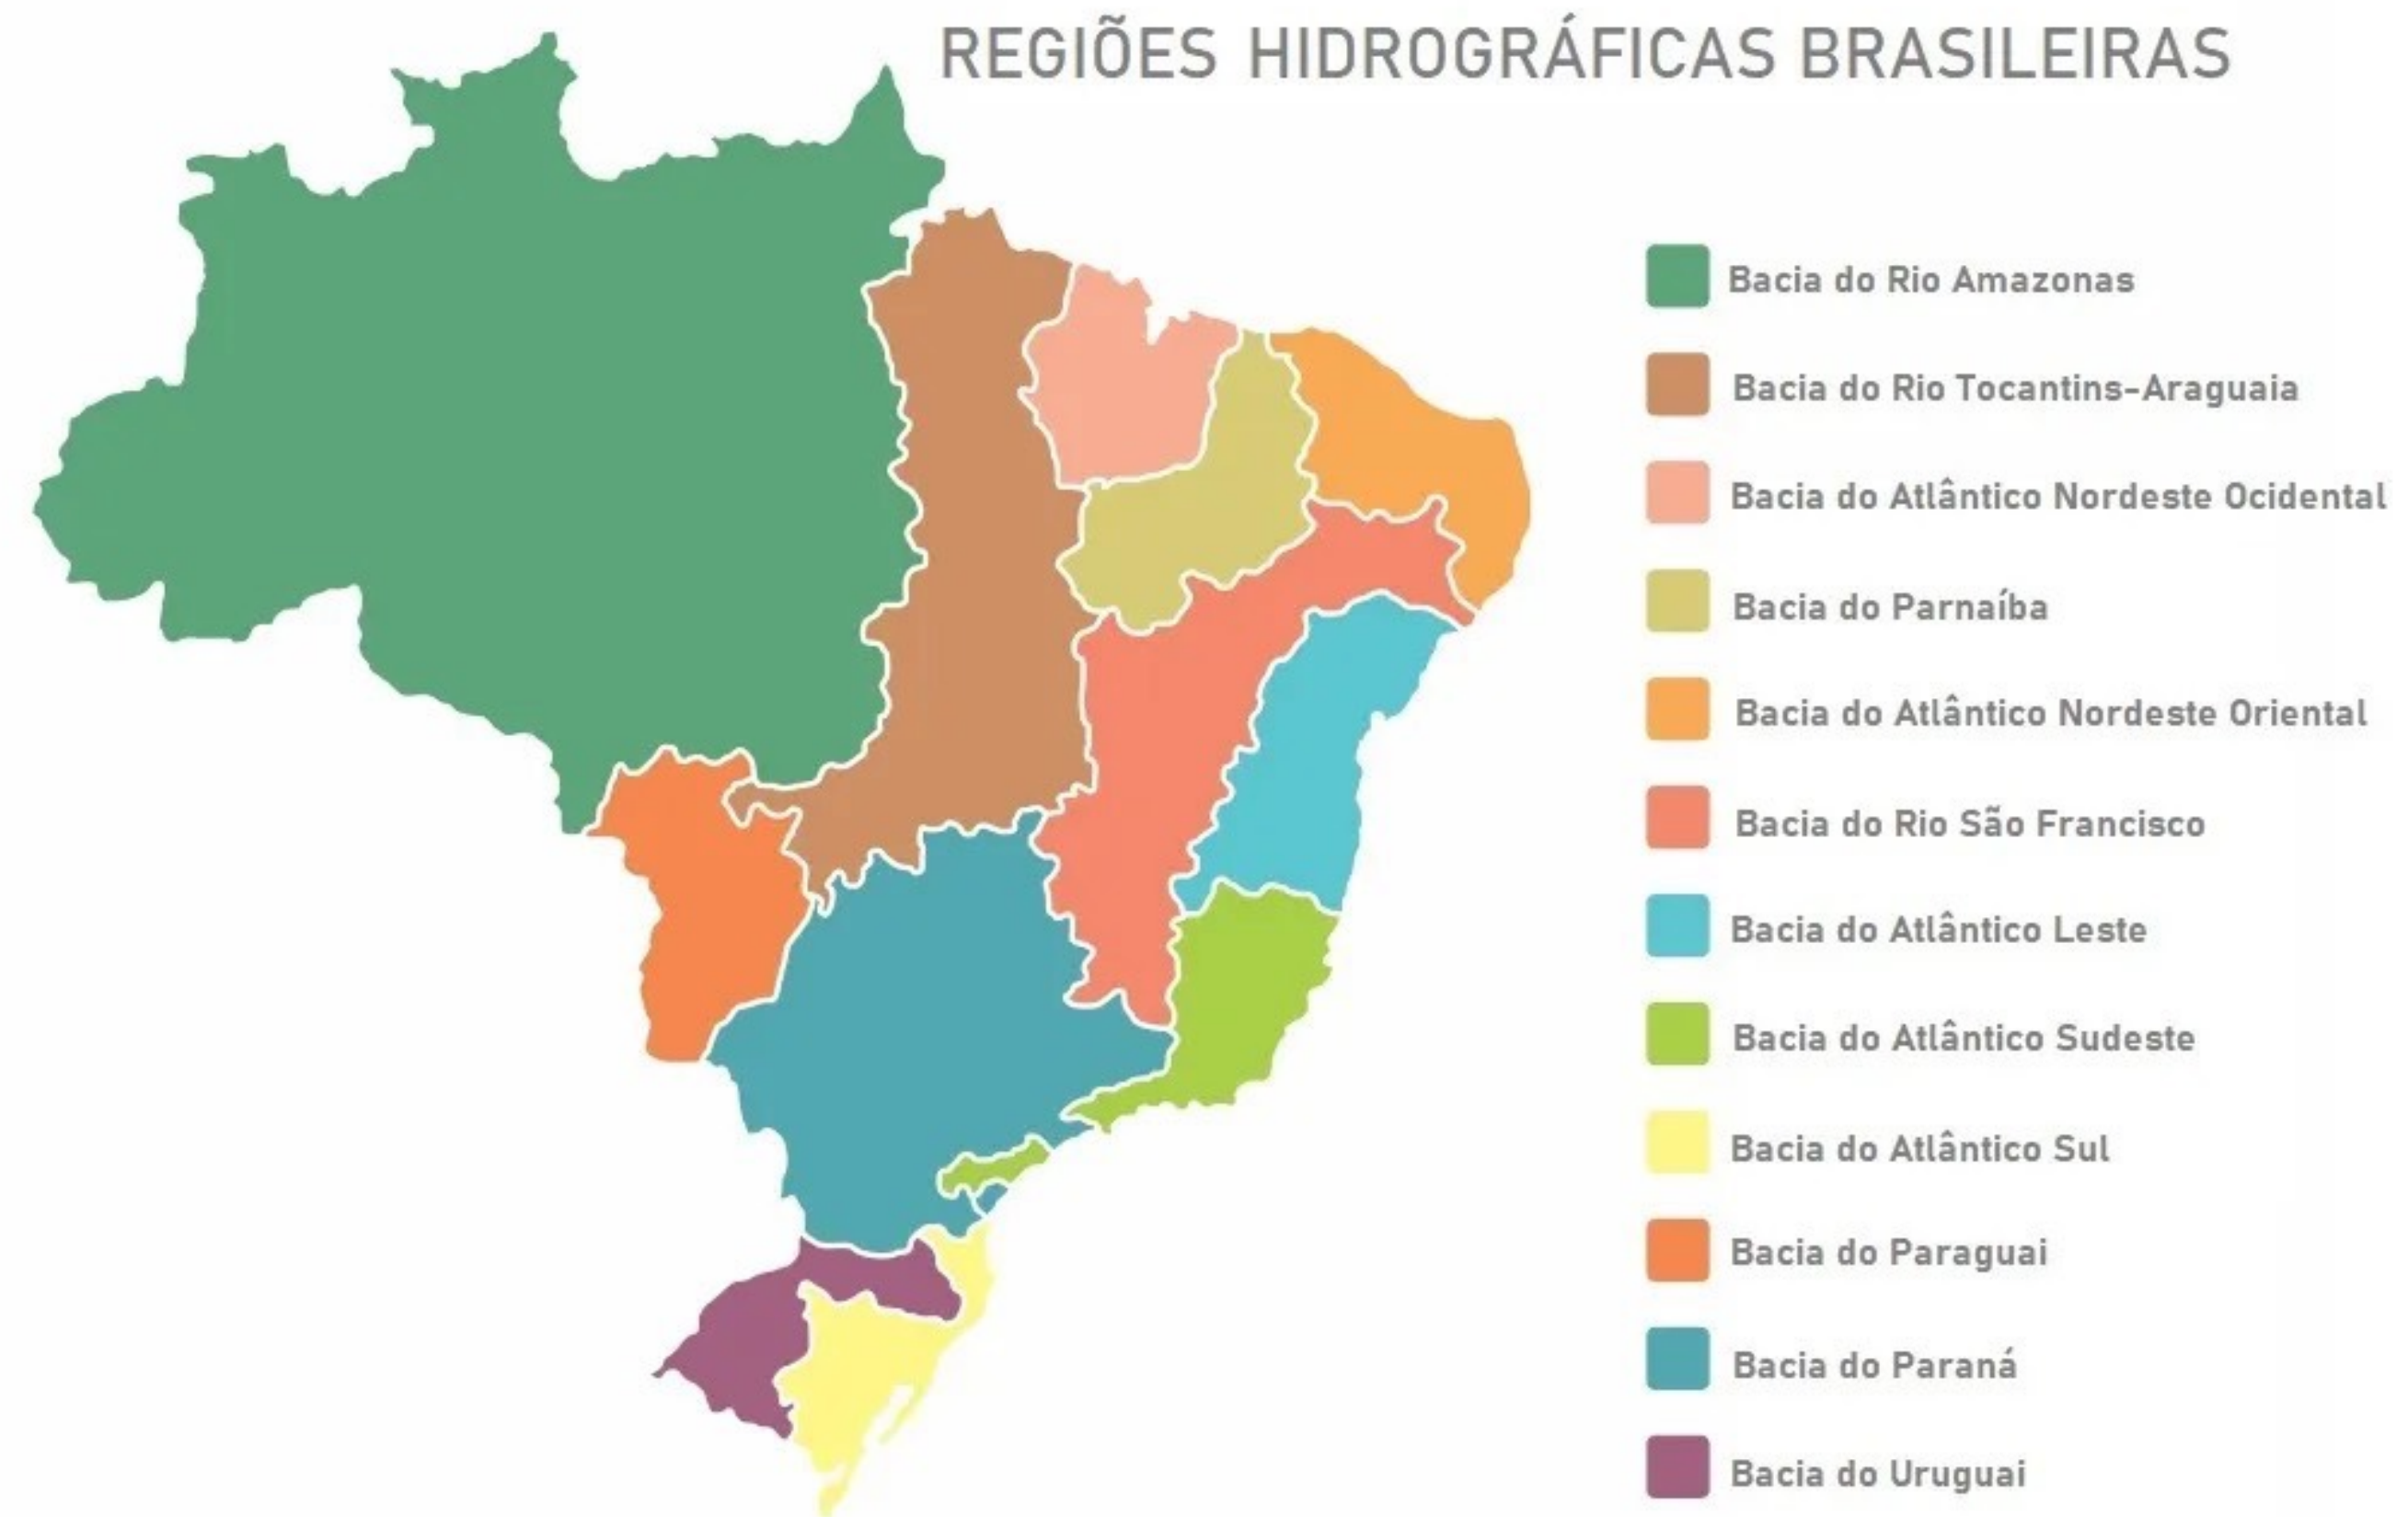 REGIÕES HIDROGRÁFICAS BRASILEIRAS
Bacia do Rio Amazonas
Bacia do Rio Tocantins-Araguaia
Bacia do Atlântico Nordeste Ocidental
Bacia do Parnaíba
Bacia do Atlântico Nordeste Oriental
Bacia do Rio São Francisco
Bacia do Atlântico Leste
Bacia do Atlântico Sudeste
Bacia do Atlântico Sul
Bacia do Paraguai
Bacia do Paraná
Bacia do Uruguai